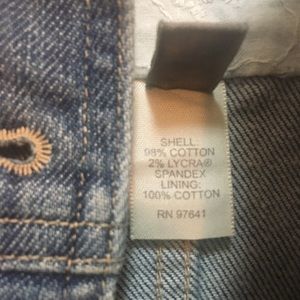 SHELL:
98% COTTON
2% LYCRA®
SPANDEX
LINING:
100% COTTON
RN 97641